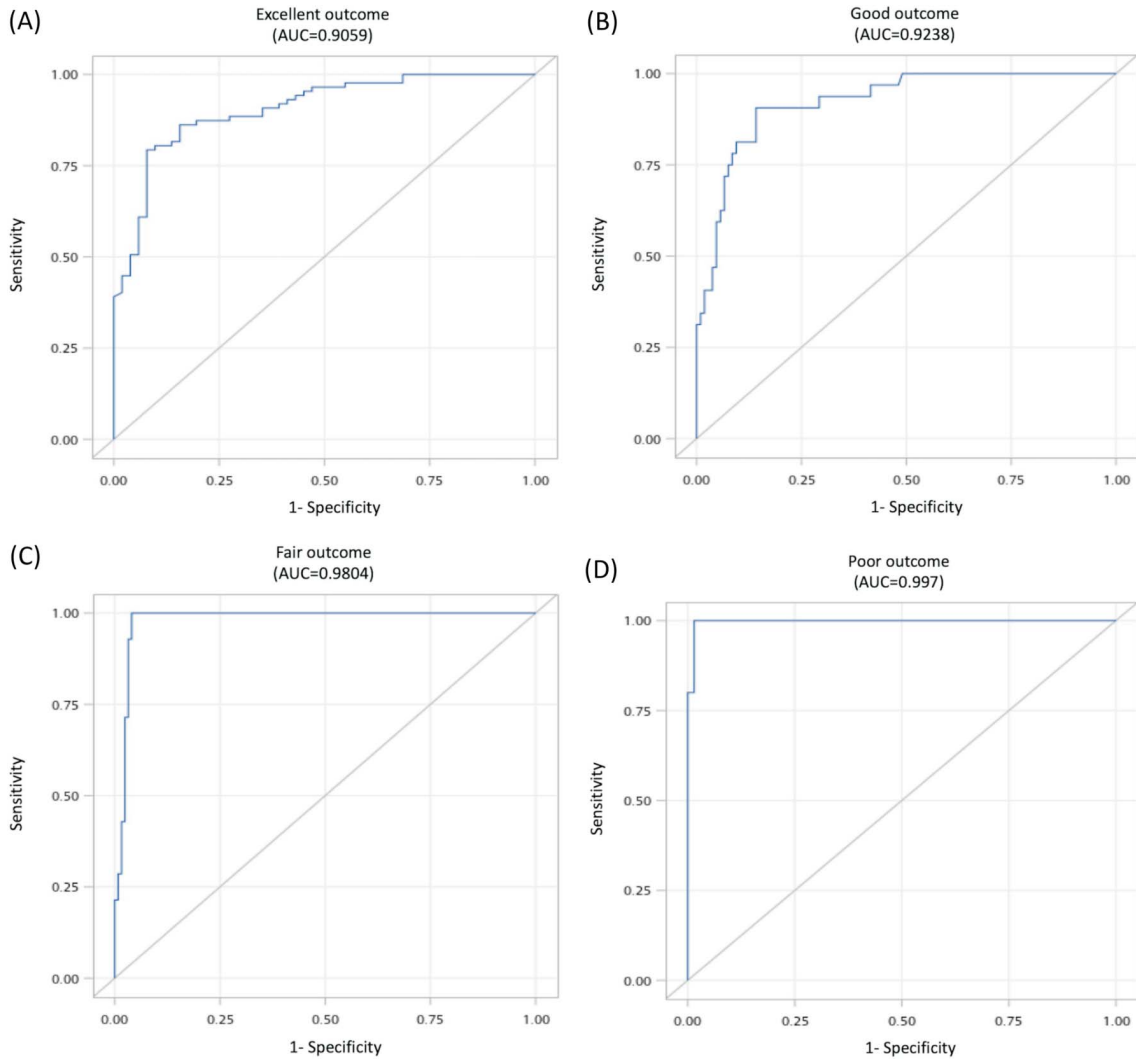 (A)
Excellent outcome
(AUC=0.9059)
1.00
0.75
0.50
0.25
0.00
Sensitivity
0.00 0.25 0.50 0.75 1.00
1- Specificity
(B)
Good outcome
(AUC=0.9238)
1.00
0.75
0.50
0.25
0.00
Sensitivity
0.00 0.25 0.50 0.75 1.00
1- Specificity
(C)
Fair outcome
(AUC=0.9804)
1.00
0.75
0.50
0.25
0.00
Sensitivity
0.00 0.25 0.50 0.75 1.00
1- Specificity
(D)
Poor outcome
(AUC=0.997)
1.00
0.75
0.50
0.25
0.00
Sensitivity
0.00 0.25 0.50 0.75 1.00
1- Specificity